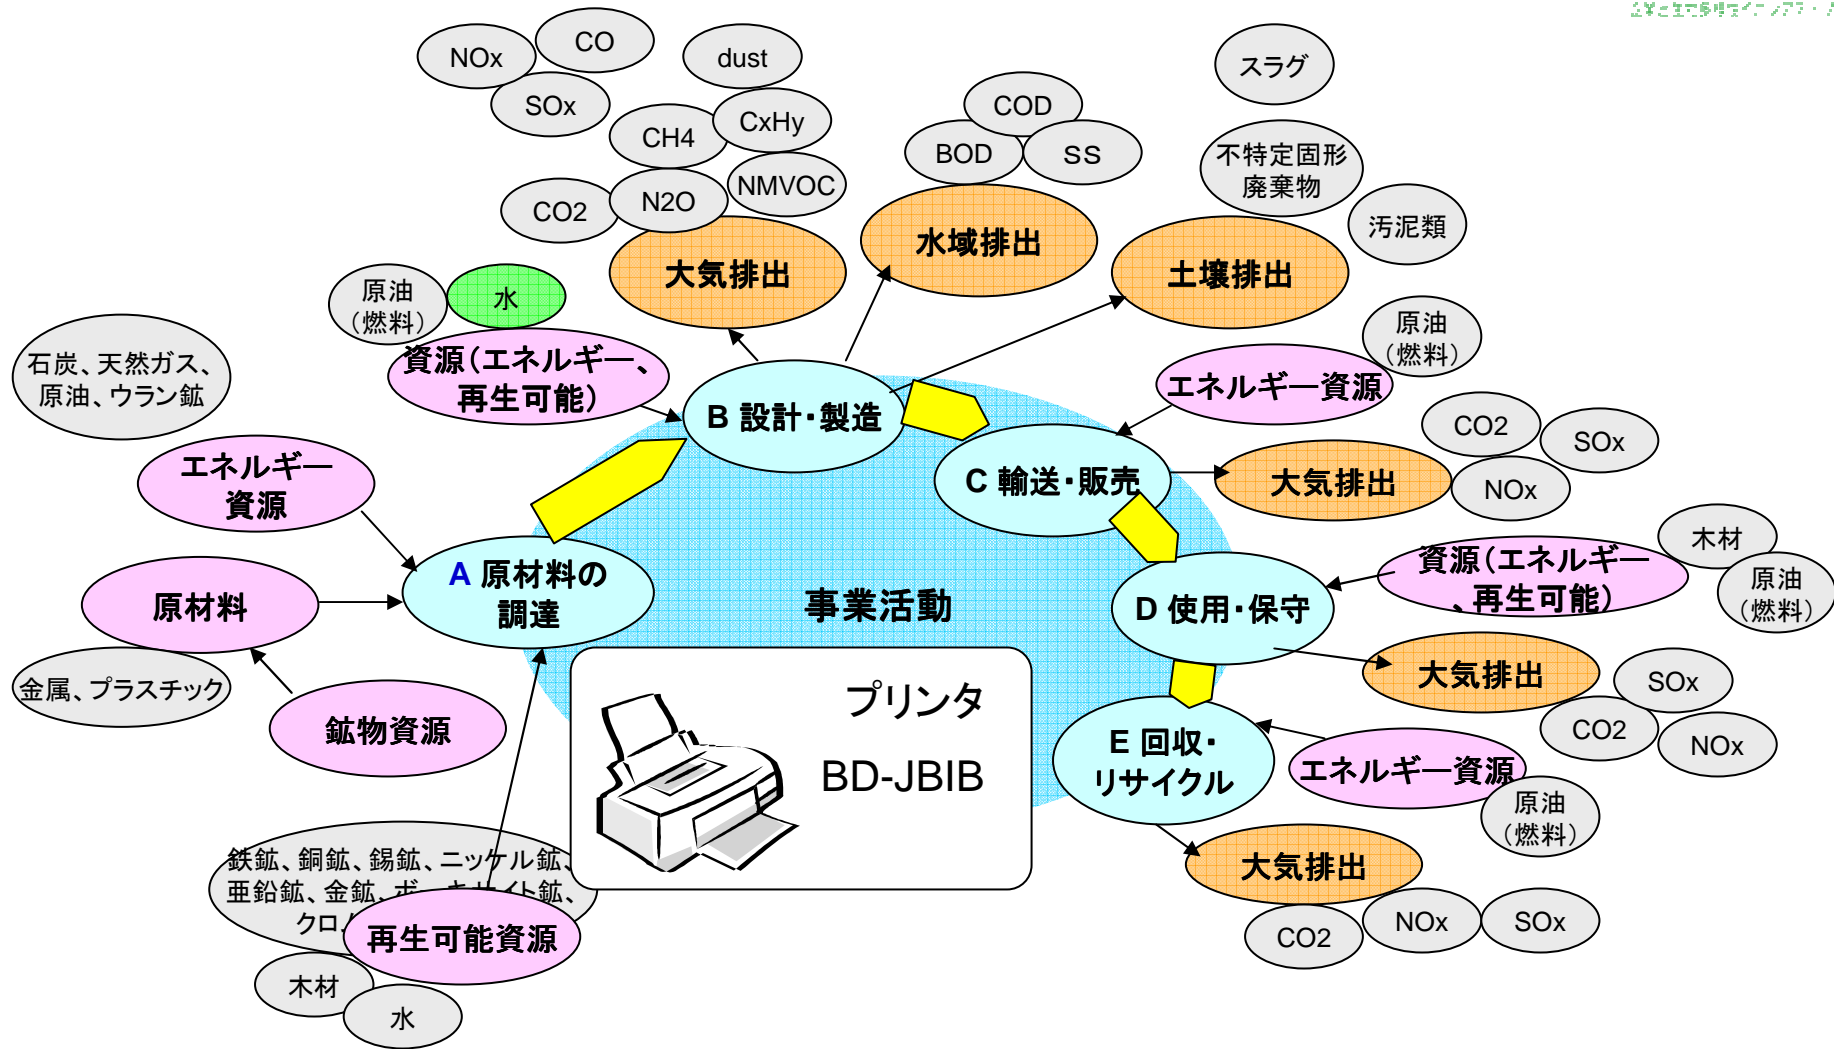 NOx
CO
SOx
dust
CH4
CxHy
CO2
N2O
NMVOC
大気排出
COD
BOD
SS
水域排出
スラグ
不特定固形
廃棄物
汚泥類
土壌排出
原油
（燃料）
水
資源（エネルギー、
再生可能）
石炭、天然ガス、
原油、ウラン鉱
エネルギー
資源
原材料
金属、プラスチック
鉱物資源
鉄鉱、銅鉱、錫鉱、ニッケル鉱、
亜鉛鉱、金鉱、
再生可能資源
木材
水
A 原材料の
調達
B 設計・製造
C 輸送・販売
D 使用・保守
E 回収・
リサイクル
事業活動
プリンタ
BD-JBIB
原油
（燃料）
エネルギー資源
大気排出
CO2
SOx
NOx
木材
原油
（燃料）
資源（エネルギー
、再生可能）
大気排出
SOx
CO2
NOx
エネルギー資源
原油
（燃料）
大気排出
CO2
NOx
SOx